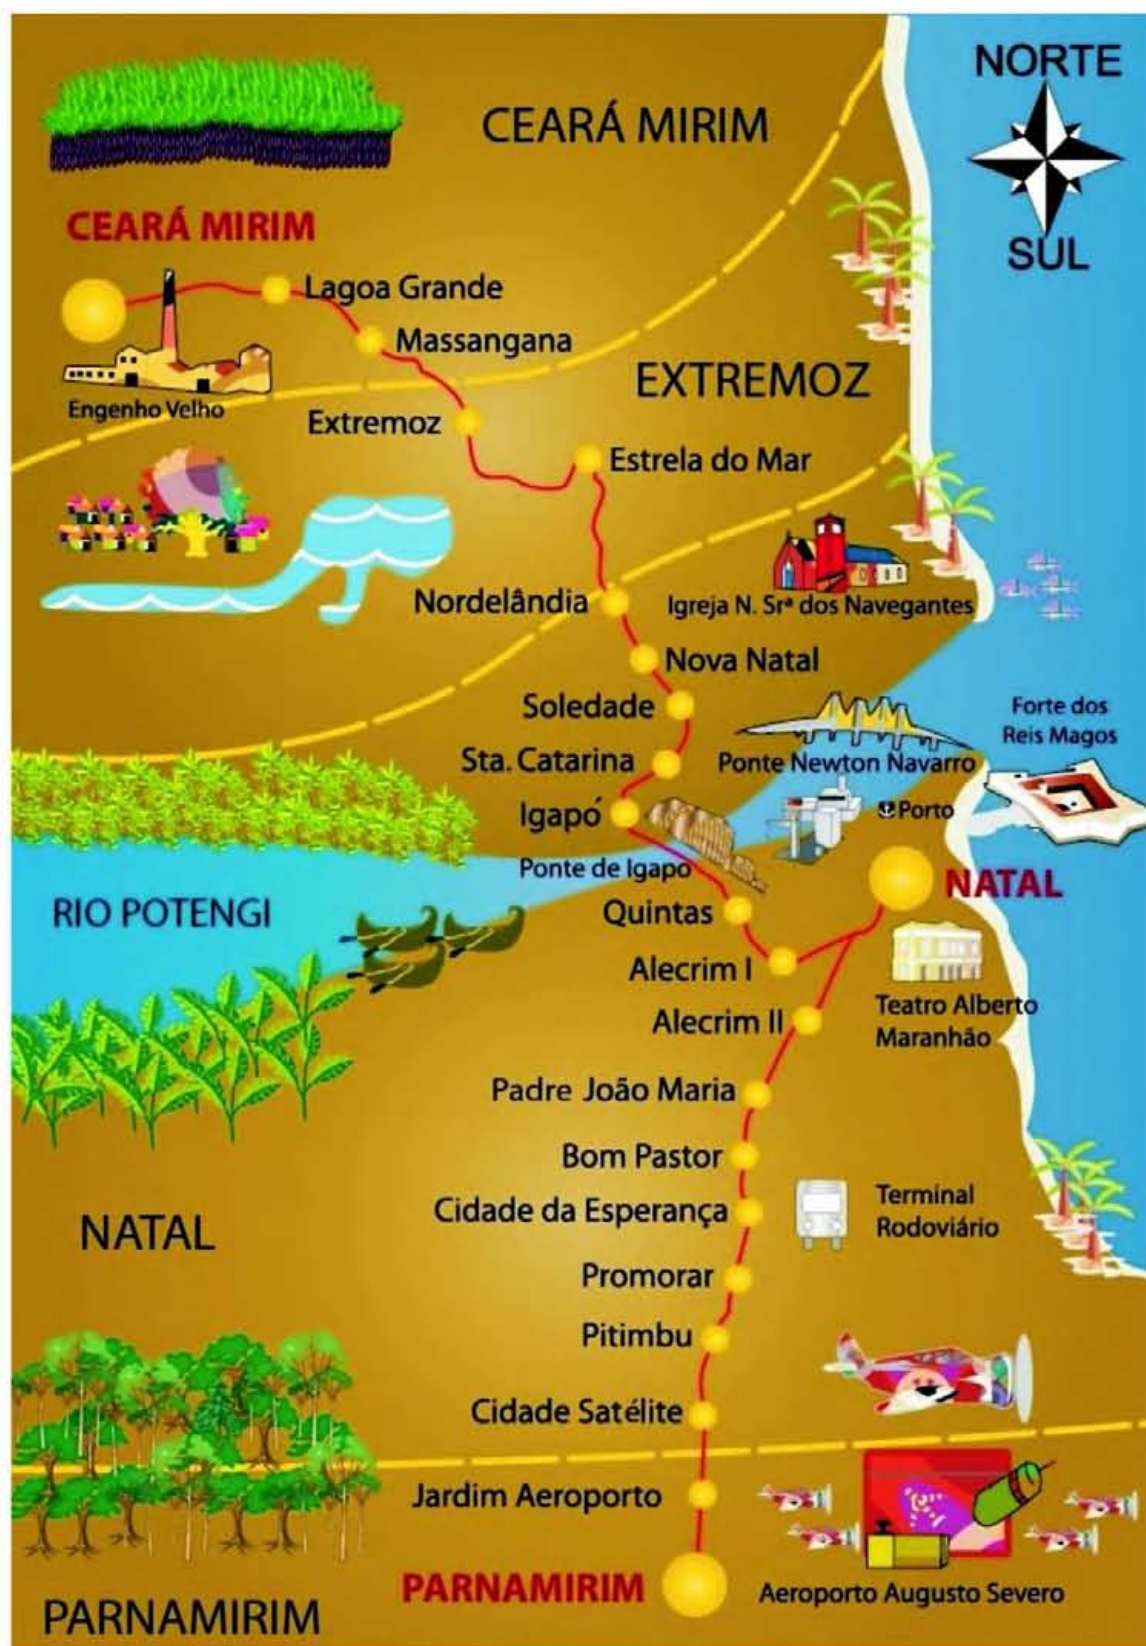 NORTE
SUL
CEARÁ MIRIM
CEARÁ MIRIM
Lagoa Grande
Massangana
Engenho Velho
EXTREMOZ
Extremoz
Estrela do Mar
Nordelândia
Igreja N. Srª dos Navegantes
Nova Natal
Soledade
Forte dos
Reis Magos
Sta. Catarina
Ponte Newton Navarro
Igapó
Porto
Ponte de Igapo
NATAL
RIO POTENGI
Quintas
Alecrim I
Teatro Alberto
Maranhão
Alecrim II
Padre João Maria
Bom Pastor
Cidade da Esperança
Terminal
Rodoviário
NATAL
Promorar
Pitimbu
Cidade Satélite
Jardim Aeroporto
PARNAMIRIM
Aeroporto Augusto Severo
PARNAMIRIM